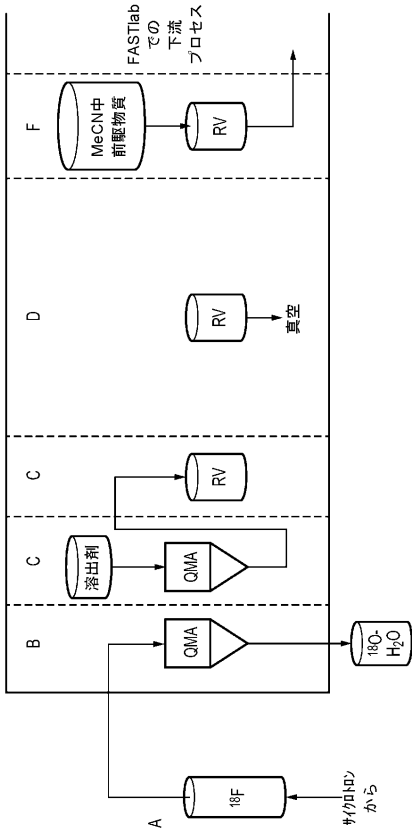 A
サイクロトロン
から
18F
B
QMA
18O-
H2O
C
溶出剤
QMA
C
RV
D
RV
真空
F
MeCN中
前駆物質
RV
FASTlab
での
下流
プロセス